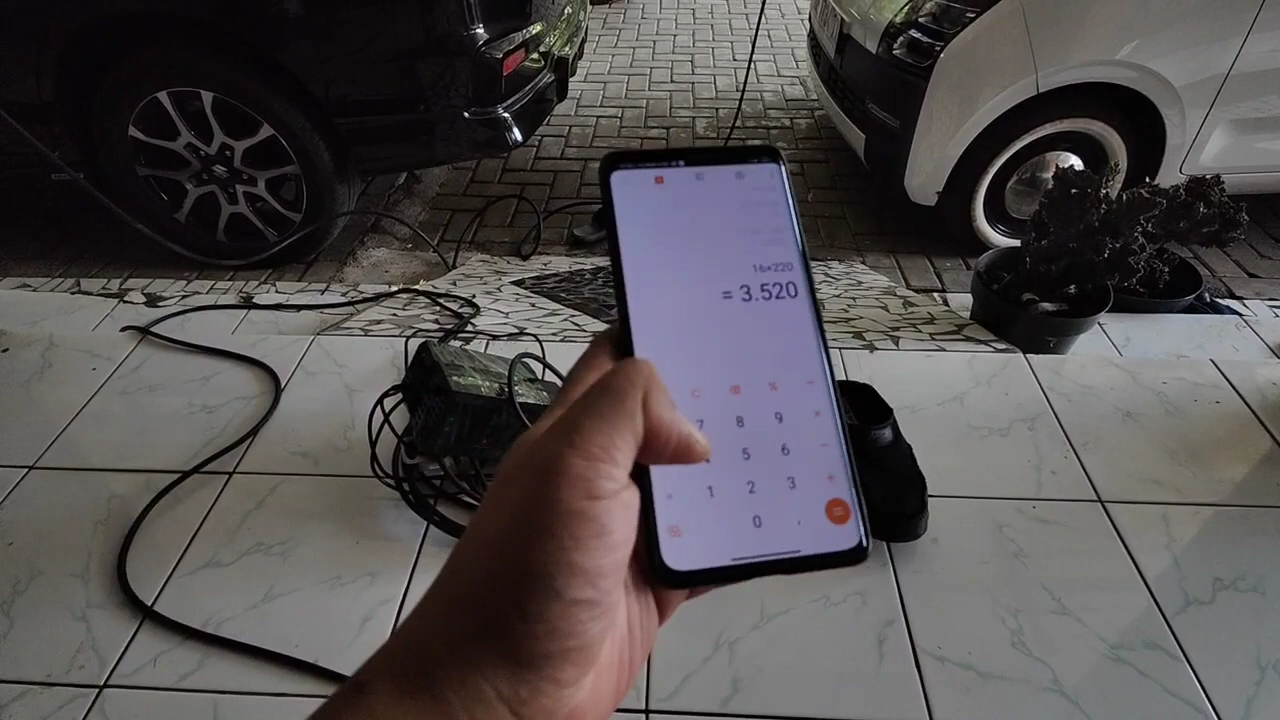 16×220
= 3.520
C %
7 8 9 ×
5 6 −
1 2 3 +
0 , =